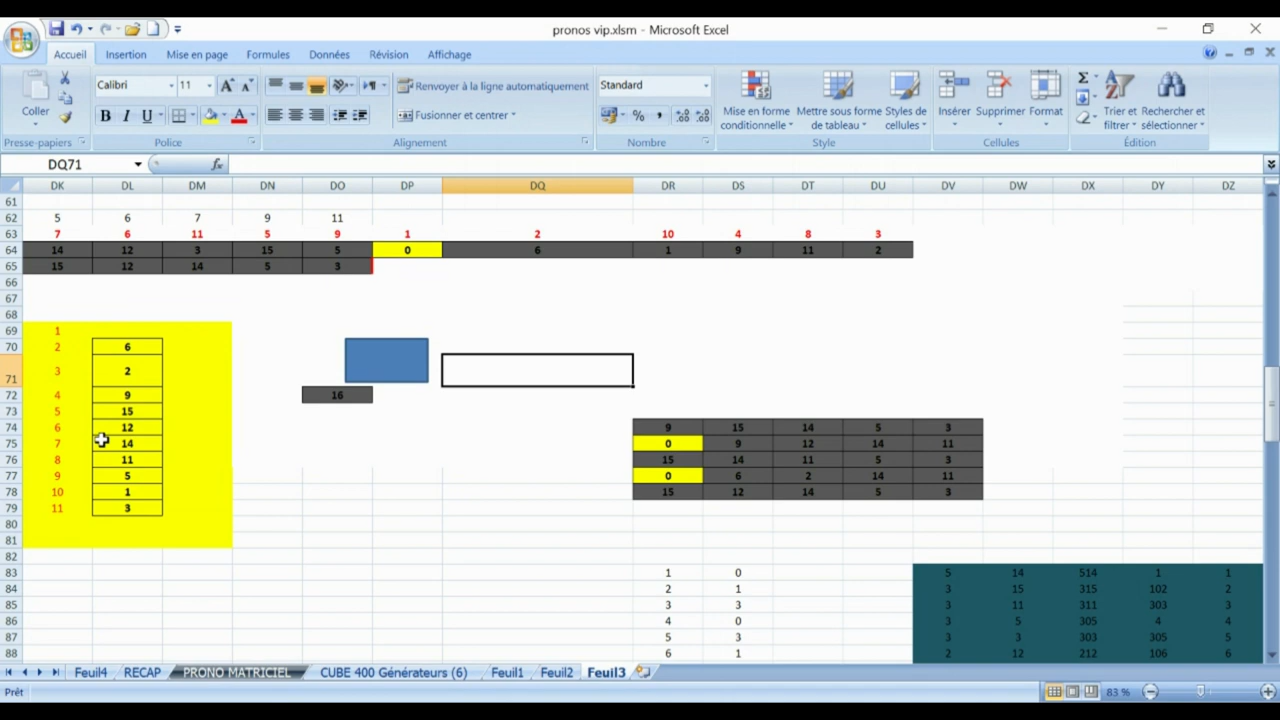 pronos vip.xlsm - Microsoft Excel
Accueil Insertion Mise en page Formules Données Révision Affichage
Coller
Calibri 11
Renvoyer à la ligne automatiquement
Standard
Mise en forme conditionnelle
Mettre sous forme de tableau
Styles de cellules
Insérer Supprimer Format
Trier et filtrer
Rechercher et sélectionner
B I U A
Fusionner et centrer
% ,
Presse-papiers Police Alignement Nombre Style Cellules Édition
DQ71 fx
DK DL DM DN DO DP DQ DR DS DT DU DV DW DX DY DZ
61
62 5 6 7 9 11
63 7 6 11 5 9 1 2 10 4 8 3
64 14 12 3 15 5 0 6 1 9 11 2
65 15 12 14 5 3
66
67
68
69 1
70 2 6
71 3 2
72 4 9 16
73 5 15
74 6 12 9 15 14 5 3
75 7 14 0 9 12 14 11
76 8 11 15 14 11 5 3
77 9 5 0 6 2 14 11
78 10 1 15 12 14 5 3
79 11 3
80
81
82
83 1 0 5 14 514 1 1
84 2 1 3 15 315 102 2
85 3 3 3 11 311 303 3
86 4 0 3 5 305 4 4
87 5 3 3 3 303 305 5
88 6 1 2 12 212 106 6
Feuil4 RECAP PRONO MATRICIEL CUBE 400 Générateurs (6) Feuil1 Feuil2 Feuil3
Prêt 83 %